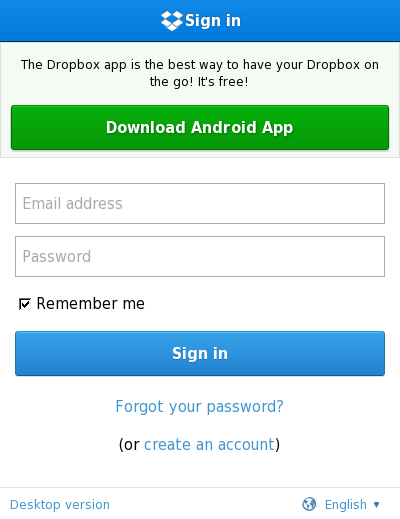 Sign in
The Dropbox app is the best way to have your Dropbox on
the go! It's free!
Download Android App
Email address
Password
Remember me
Sign in
Forgot your password?
(or create an account)
Desktop version
English ▼